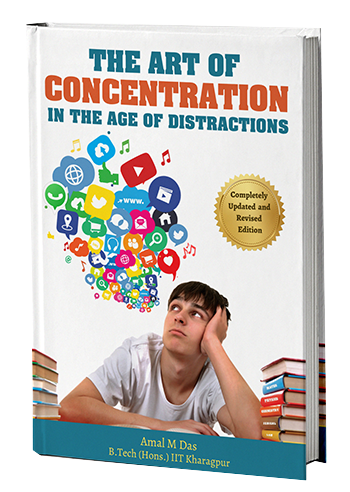 THE ART OF
CONCENTRATION
IN THE AGE OF DISTRACTIONS
www.
Completely
Updated and
Revised
Edition
Amal M Das
B.Tech (Hons.) IIT Kharagpur